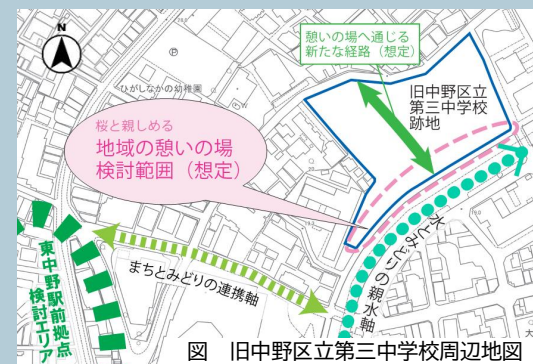 N
憩いの場へ通じる
新たな経路（想定）
ひがしなかの幼稚園
旧中野区立
第三中学校
跡地
桜と親しめる
地域の憩いの場
検討範囲（想定）
まちとみどりの連携軸
水とみどりの親水軸
東中野駅前拠点
検討エリア
図　旧中野区立第三中学校周辺地図